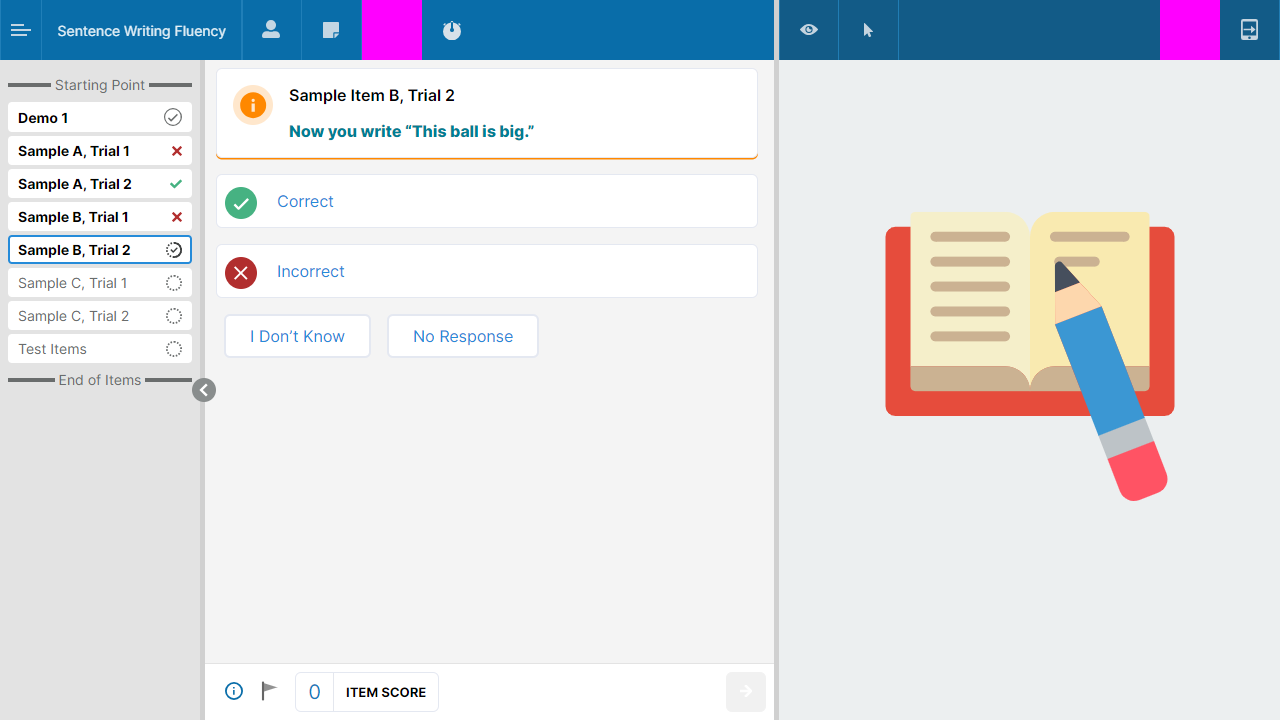 Sentence Writing Fluency
Starting Point
Demo 1
Sample A, Trial 1
Sample A, Trial 2
Sample B, Trial 1
Sample B, Trial 2
Sample C, Trial 1
Sample C, Trial 2
Test Items
End of Items
Sample Item B, Trial 2
Now you write “This ball is big.”
Correct
Incorrect
I Don’t Know
No Response
0 ITEM SCORE